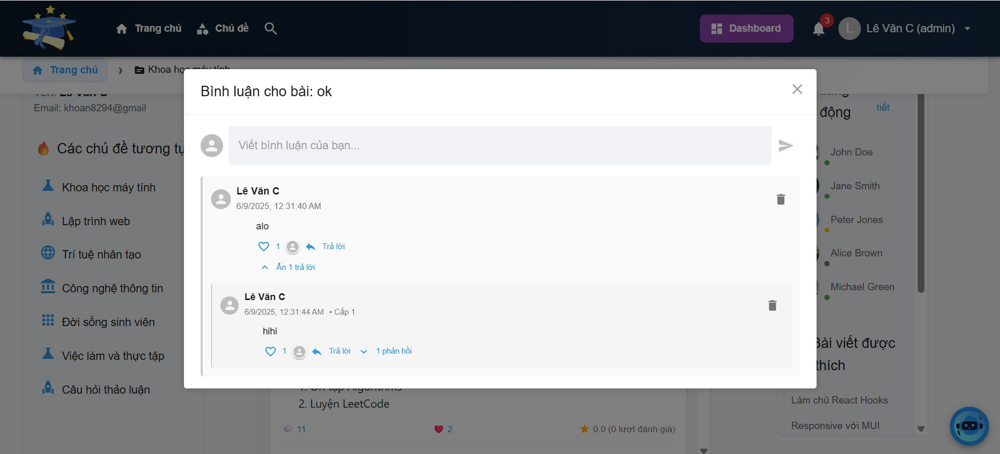 Trang chủ
Chủ đề
Dashboard
3
L
Lê Văn C (admin)
Trang chủ
›
Khoa học máy tính
Tên: Lê Văn C
Email: khoan8294@gmail
Các chủ đề tương tự
Khoa học máy tính
Lập trình web
Trí tuệ nhân tạo
Công nghệ thông tin
Đời sống sinh viên
Việc làm và thực tập
Câu hỏi thảo luận
Bình luận cho bài: ok
Viết bình luận của bạn...
Lê Văn C
6/9/2025, 12:31:40 AM
alo
1
Trả lời
Ẩn 1 trả lời
Lê Văn C
6/9/2025, 12:31:44 AM • Cấp 1
hihi
1
Trả lời
1 phản hồi
1. Ôn tập Algorithms
2. Luyện LeetCode
11
2
0.0 (0 lượt đánh giá)
động
tiết
John Doe
Jane Smith
Peter Jones
Alice Brown
Michael Green
Bài viết được
thích
Làm chủ React Hooks
Responsive với MUI